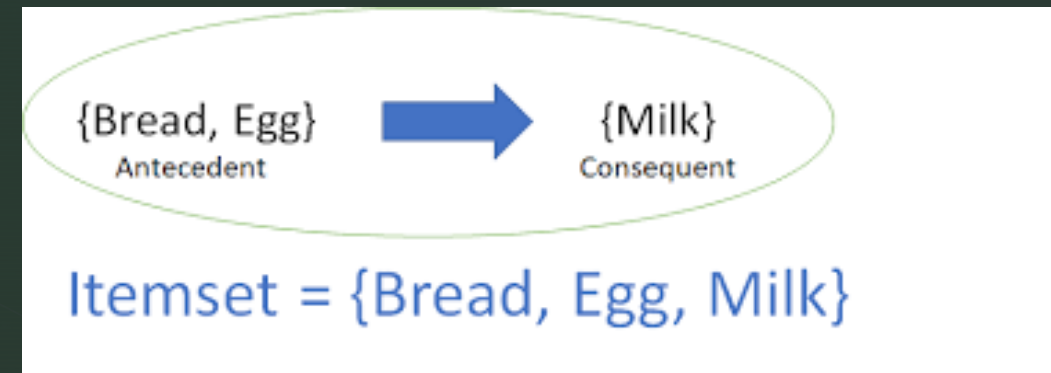 {Bread, Egg} {Milk}
Antecedent Consequent
Itemset = {Bread, Egg, Milk}